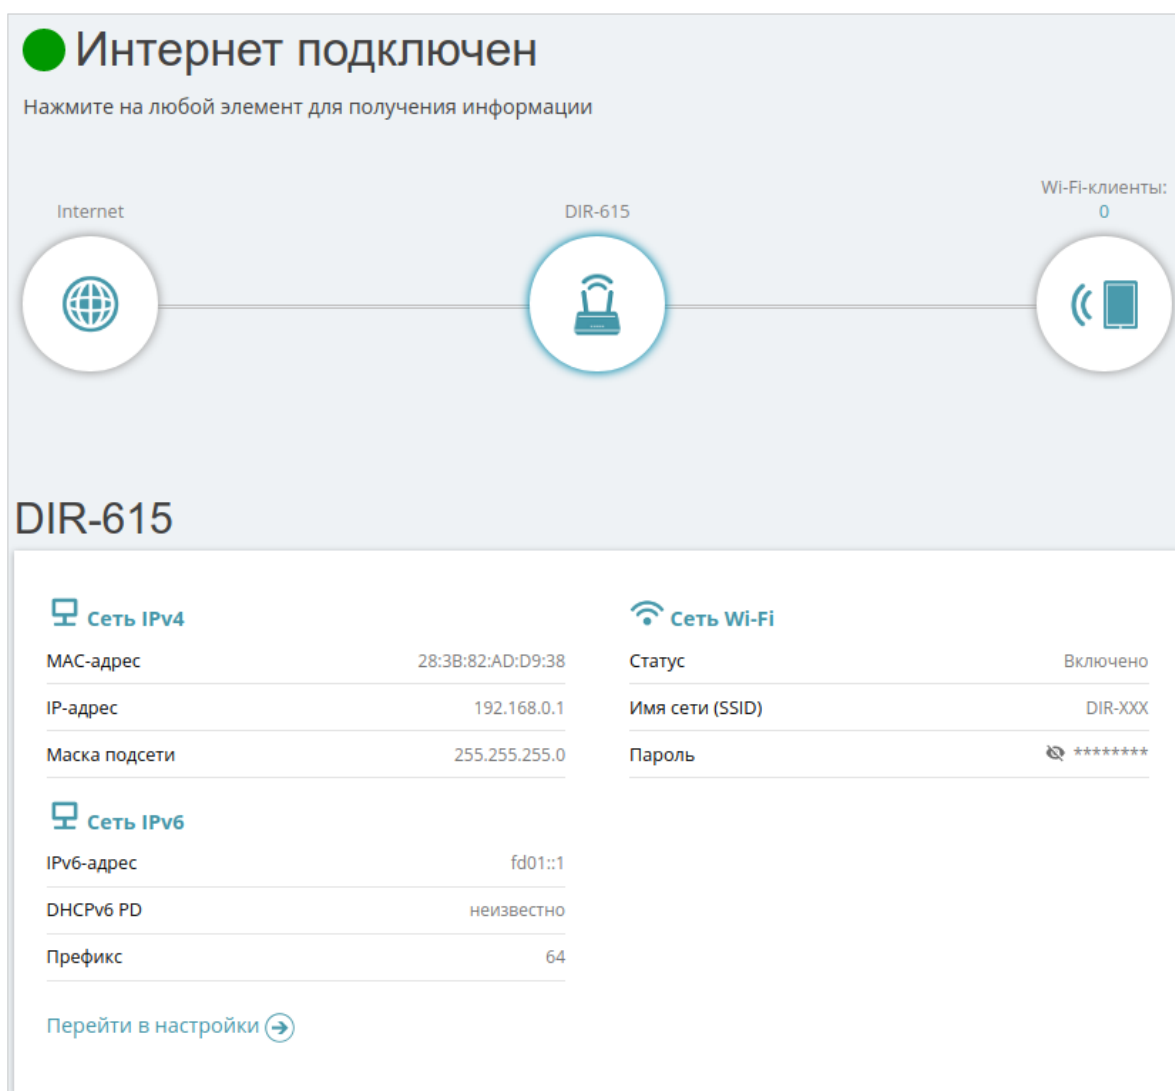 Интернет подключен
Нажмите на любой элемент для получения информации
Wi-Fi-клиенты:
Internet
DIR-615
0
DIR-615
Сеть IPv4
MAC-адрес 28:3B:82:AD:D9:38
IP-адрес 192.168.0.1
Маска подсети 255.255.255.0
Сеть IPv6
IPv6-адрес fd01::1
DHCPv6 PD неизвестно
Префикс 64
Перейти в настройки
Сеть Wi-Fi
Статус Включено
Имя сети (SSID) DIR-XXX
Пароль ********